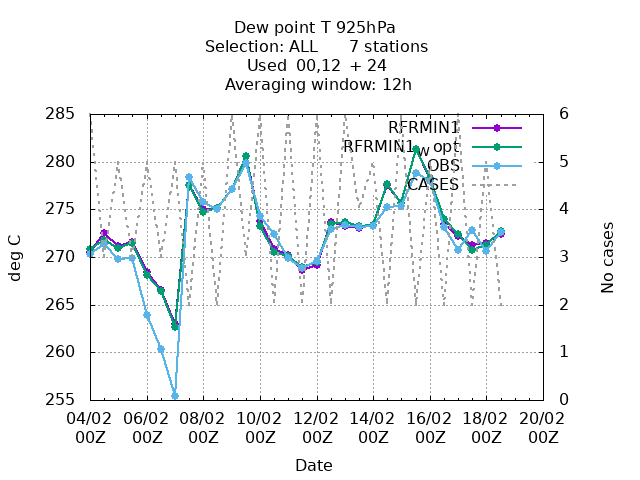 Dew point T 925hPa
Selection: ALL 7 stations
Used 00,12 + 24
Averaging window: 12h
RFRMIN1
RFRMIN1_W_opt
OBS
CASES
285
280
275
270
265
260
255
6
5
4
3
2
1
0
deg C
No cases
04/02 06/02 08/02 10/02 12/02 14/02 16/02 18/02 20/02
00Z 00Z 00Z 00Z 00Z 00Z 00Z 00Z 00Z
Date